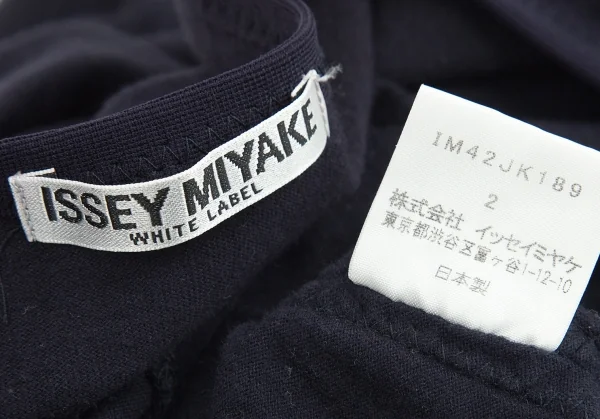 ISSEY MIYAKE
WHITE LABEL
IM42JK189
2
株式会社 イッセイミヤケ
東京都渋谷区富ヶ谷1-12-10
日本製